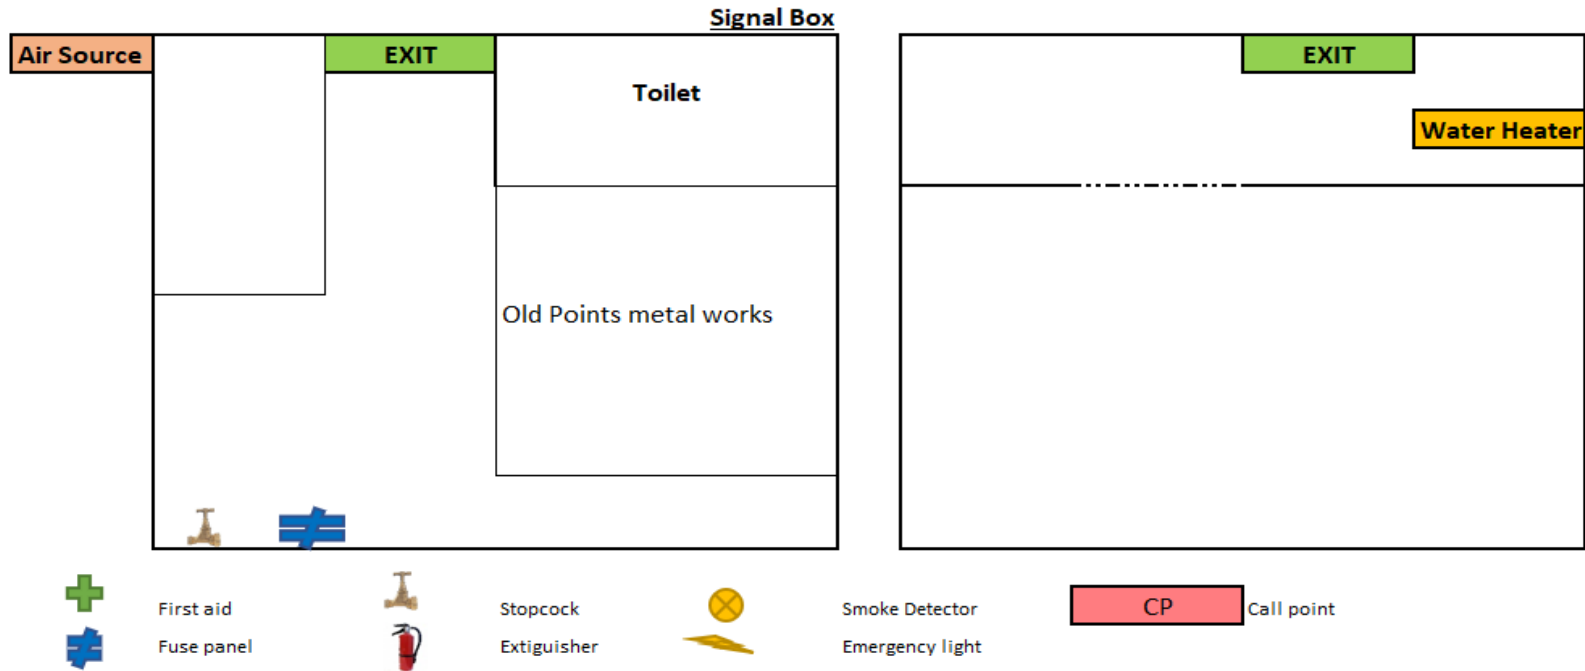 Signal Box
Air Source
EXIT
EXIT
Toilet
Water Heater
Old Points metal works
First aid
Stopcock
Smoke Detector
CP
Call point
Fuse panel
Extiguisher
Emergency light